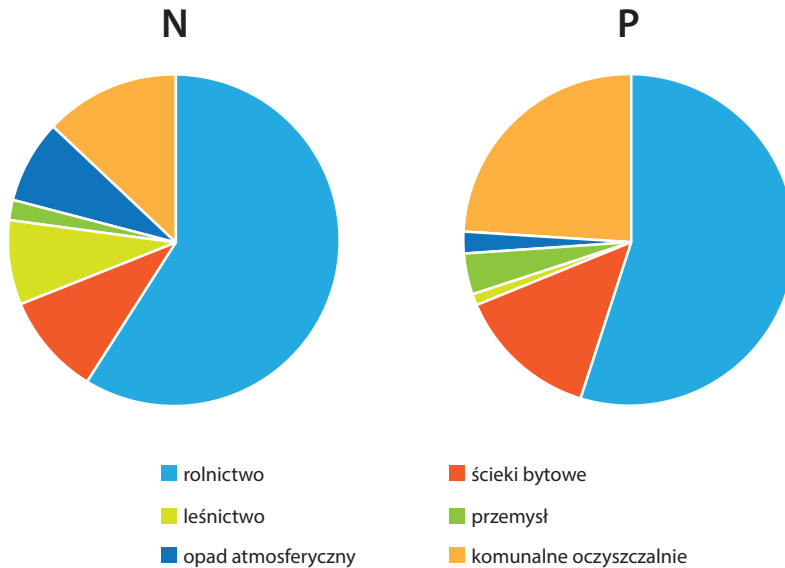 N
P
rolnictwo
ścieki bytowe
leśnictwo
przemysł
opad atmosferyczny
komunalne oczyszczalnie